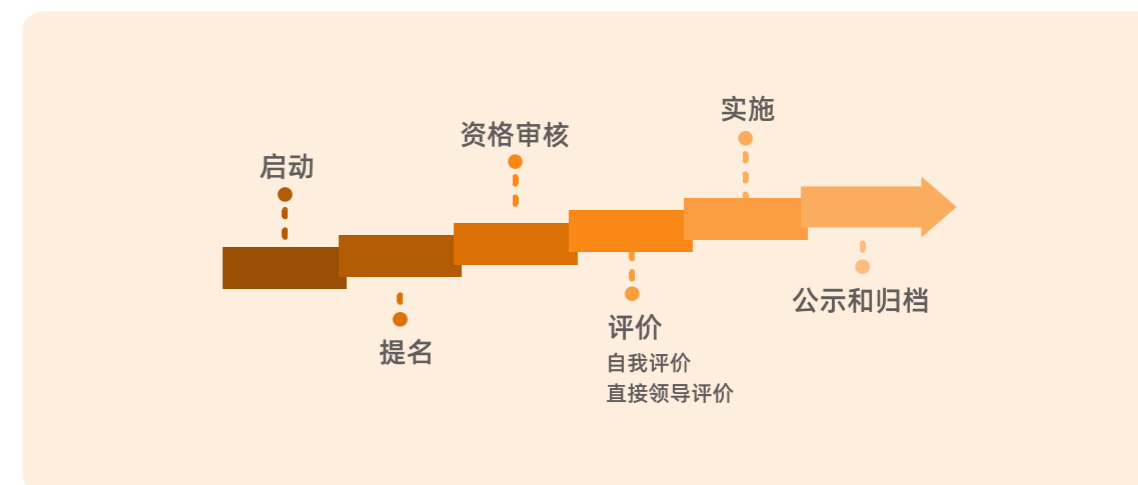 启动
提名
资格审核
评价
自我评价
直接领导评价
实施
公示和归档